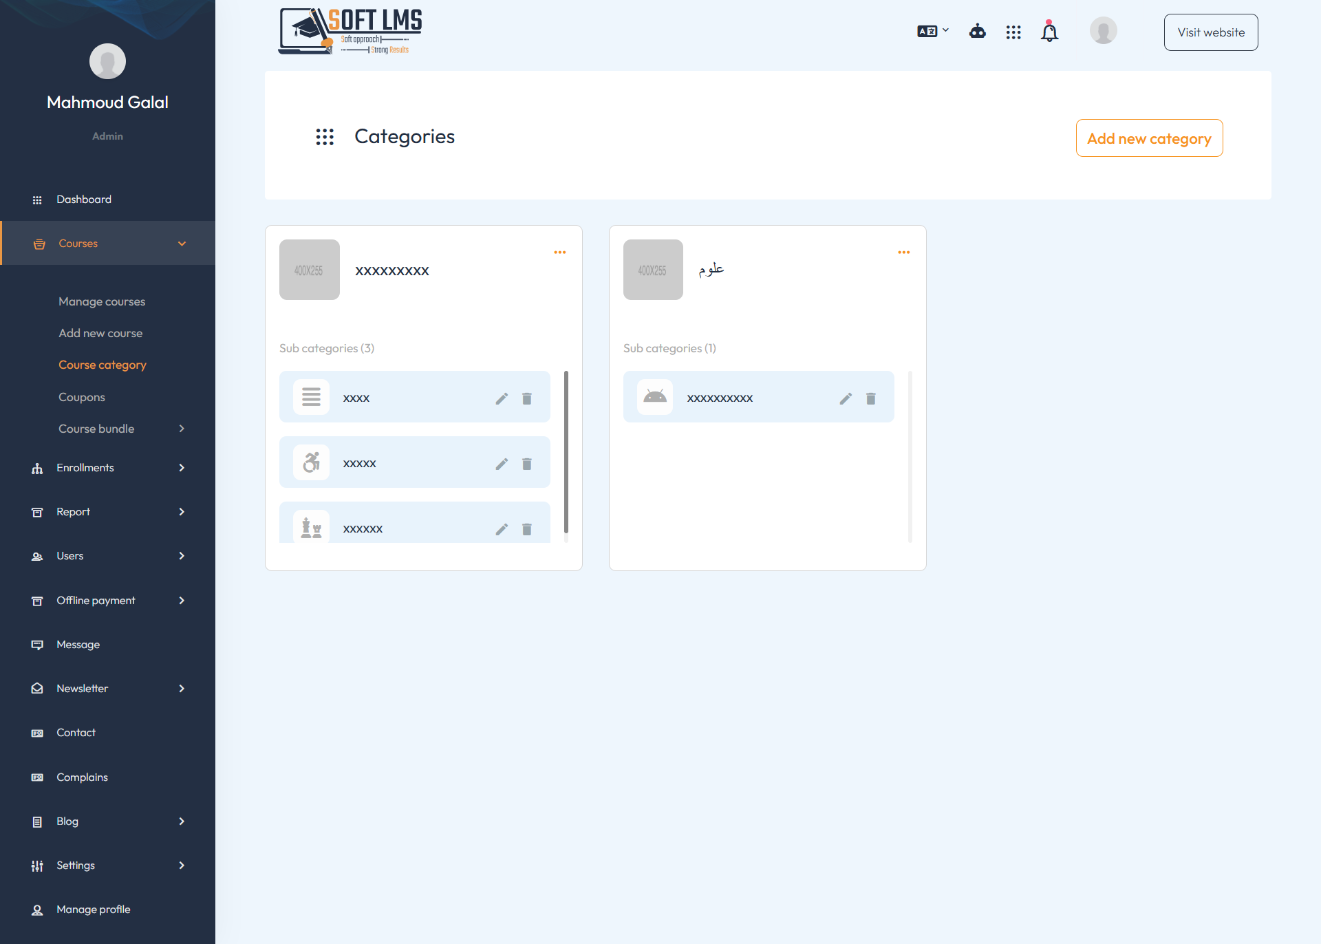 Mahmoud Galal
Admin
Dashboard
Courses
Manage courses
Add new course
Course category
Coupons
Course bundle
Enrollments
Report
Users
Offline payment
Message
Newsletter
Contact
Complains
Blog
Settings
Manage profile
SOFT LMS
Soft approach
Strong Results
Visit website
Categories
Add new category
400X255
xxxxxxxxx
Sub categories (3)
xxxx
xxxxx
xxxxxx
400X255
علوم
Sub categories (1)
xxxxxxxxxx